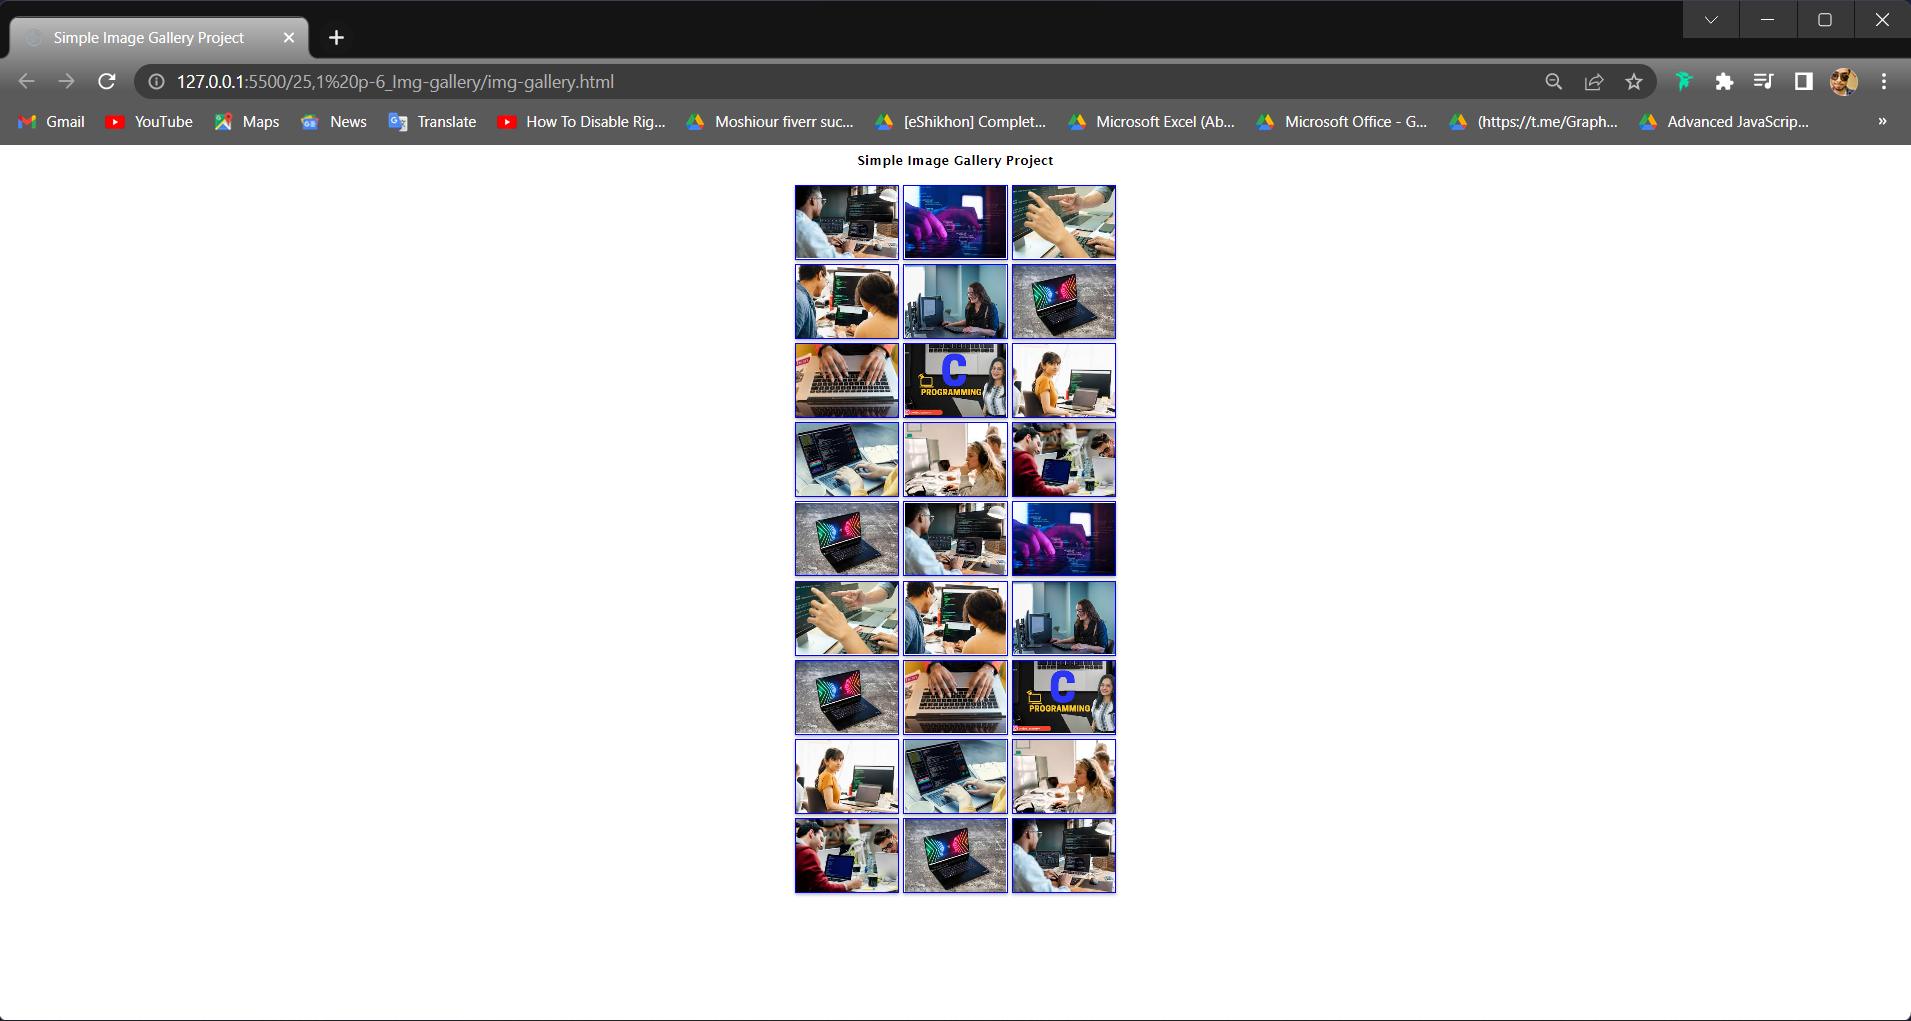 Simple Image Gallery Project
127.0.0.1:5500/25,1%20p-6_Img-gallery/img-gallery.html
Gmail YouTube Maps News Translate How To Disable Rig... Moshiour fiverr suc... [eShikhon] Complet... Microsoft Excel (Ab... Microsoft Office - G... (https://t.me/Graph... Advanced JavaScrip... »
Simple Image Gallery Project
C
PROGRAMMING
C
PROGRAMMING